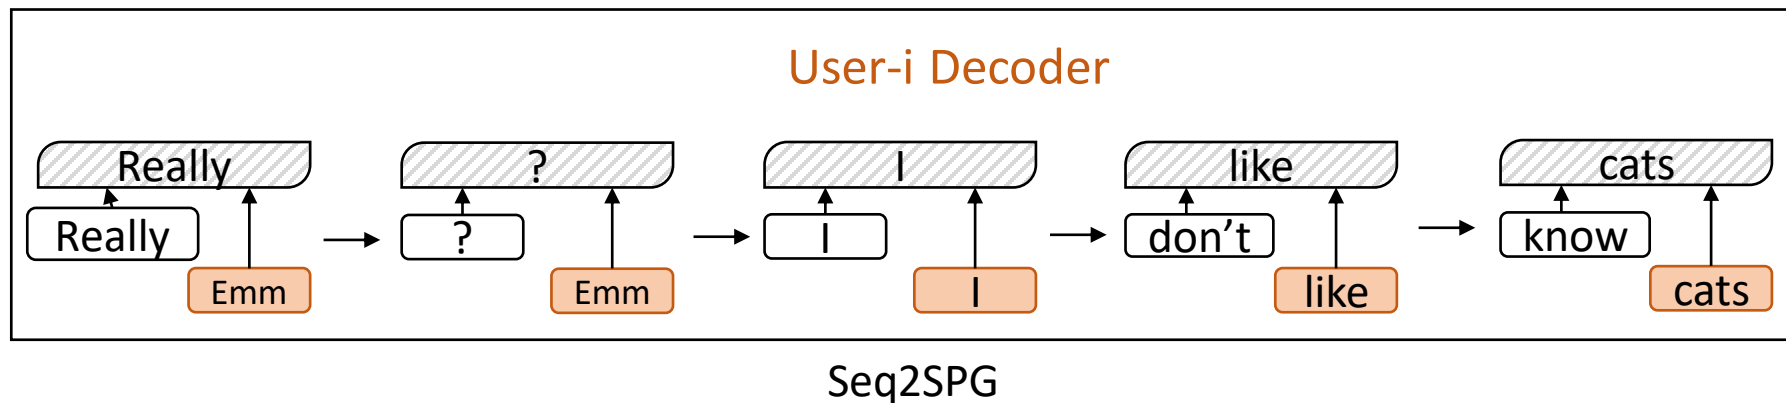 User-i Decoder
Really ? I like cats
Really ? I don't know
Emm Emm I like cats
Seq2SPG